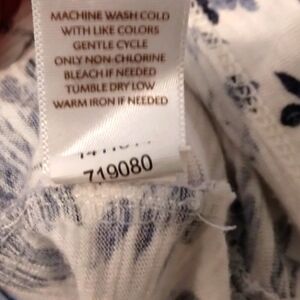 MACHINE WASH COLD
WITH LIKE COLORS
GENTLE CYCLE
ONLY NON-CHLORINE
BLEACH IF NEEDED
TUMBLE DRY LOW
WARM IRON IF NEEDED
719080